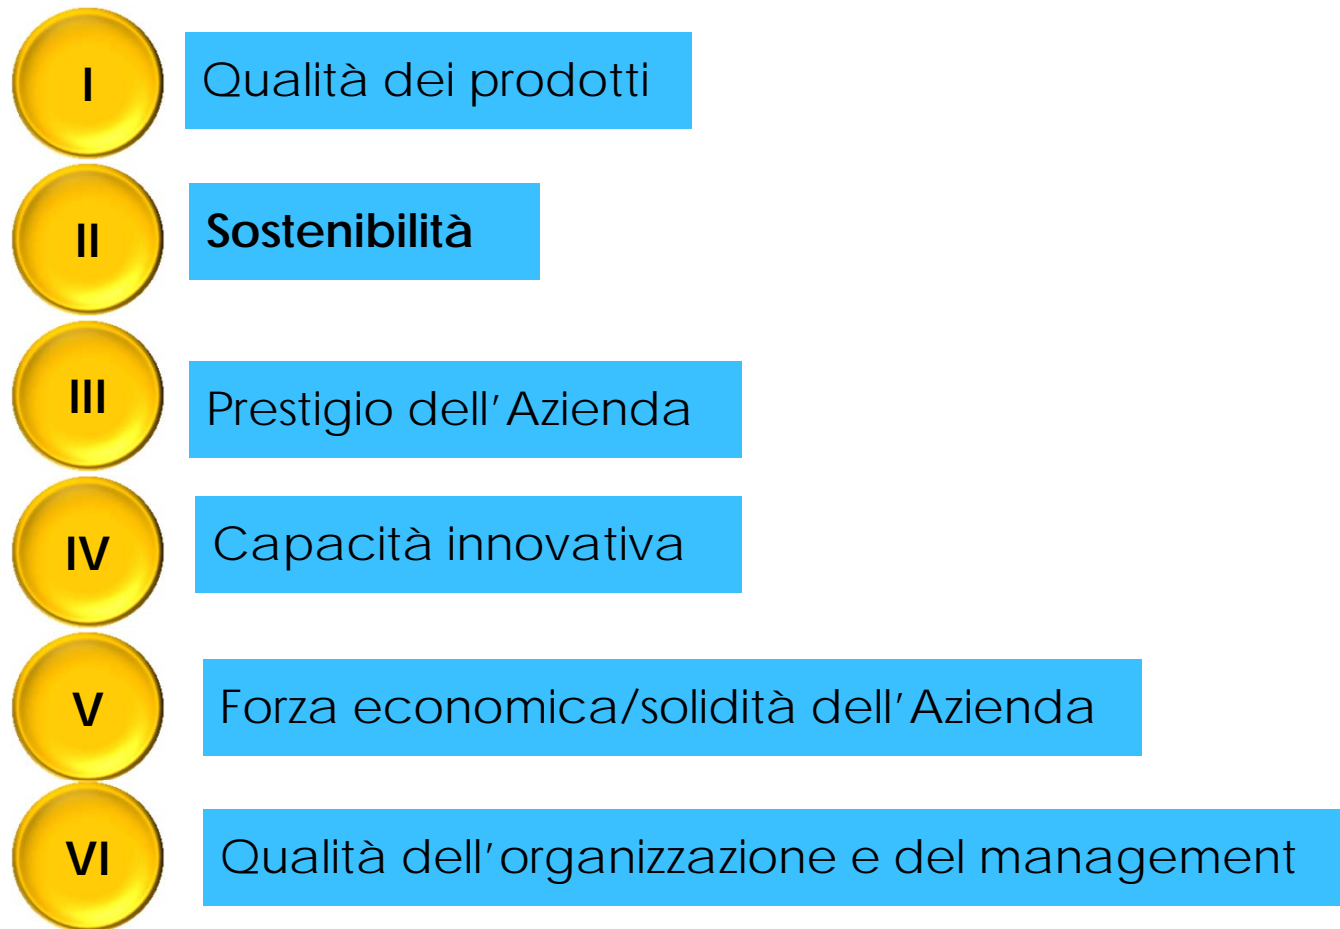 I
Qualità dei prodotti
II
Sostenibilità
III
Prestigio dell’Azienda
IV
Capacità innovativa
V
Forza economica/solidità dell’Azienda
VI
Qualità dell’organizzazione e del management